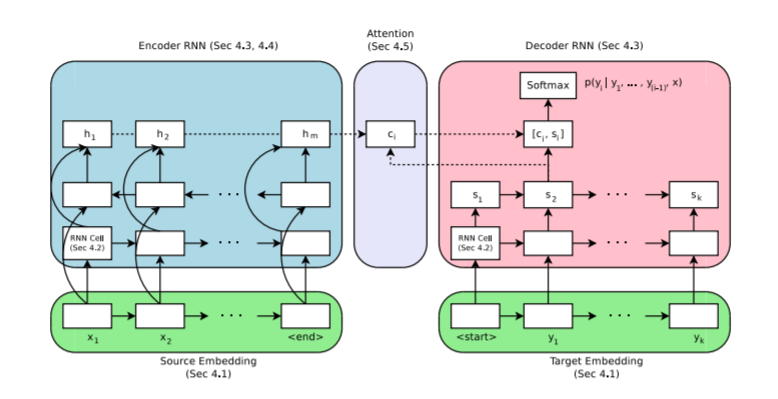 Attention
Encoder RNN (Sec 4.3, 4.4)
(Sec 4.5)
Decoder RNN (Sec 4.3)
Softmax
p(y_i | y_1, ... , y_(i-1), x)
h_1
h_2
h_m
c_i
[c_i, s_i]
· · ·
s_1
s_2
· · ·
s_k
RNN Cell
(Sec 4.2)
· · ·
RNN Cell
(Sec 4.2)
· · ·
· · ·
· · ·
x_1
x_2
<end>
<start>
y_1
y_k
Source Embedding
(Sec 4.1)
Target Embedding
(Sec 4.1)